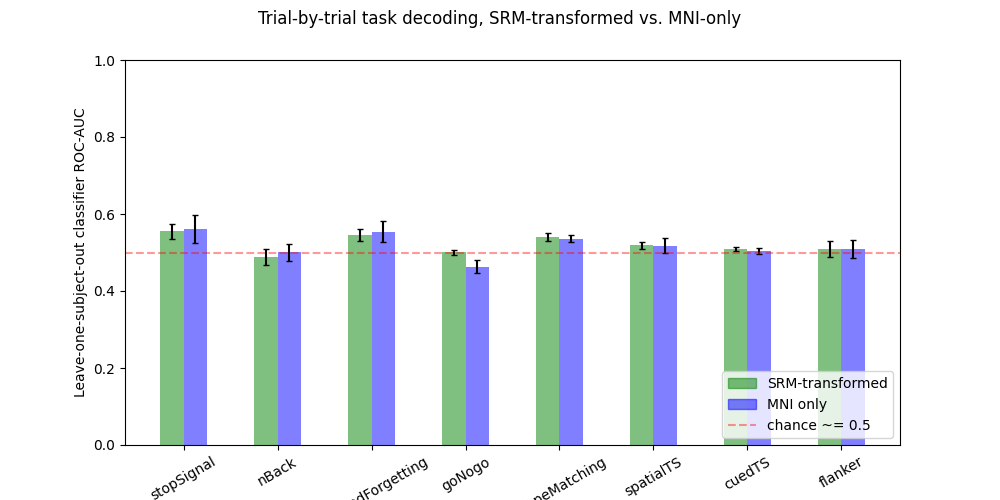 Trial-by-trial task decoding, SRM-transformed vs. MNI-only
Leave-one-subject-out classifier ROC-AUC
1.0
0.8
0.6
0.4
0.2
0.0
SRM-transformed
MNI only
chance ~= 0.5
stopSignal
nBack
dForgetting
goNogo
peMatching
spatialTS
cuedTS
flanker